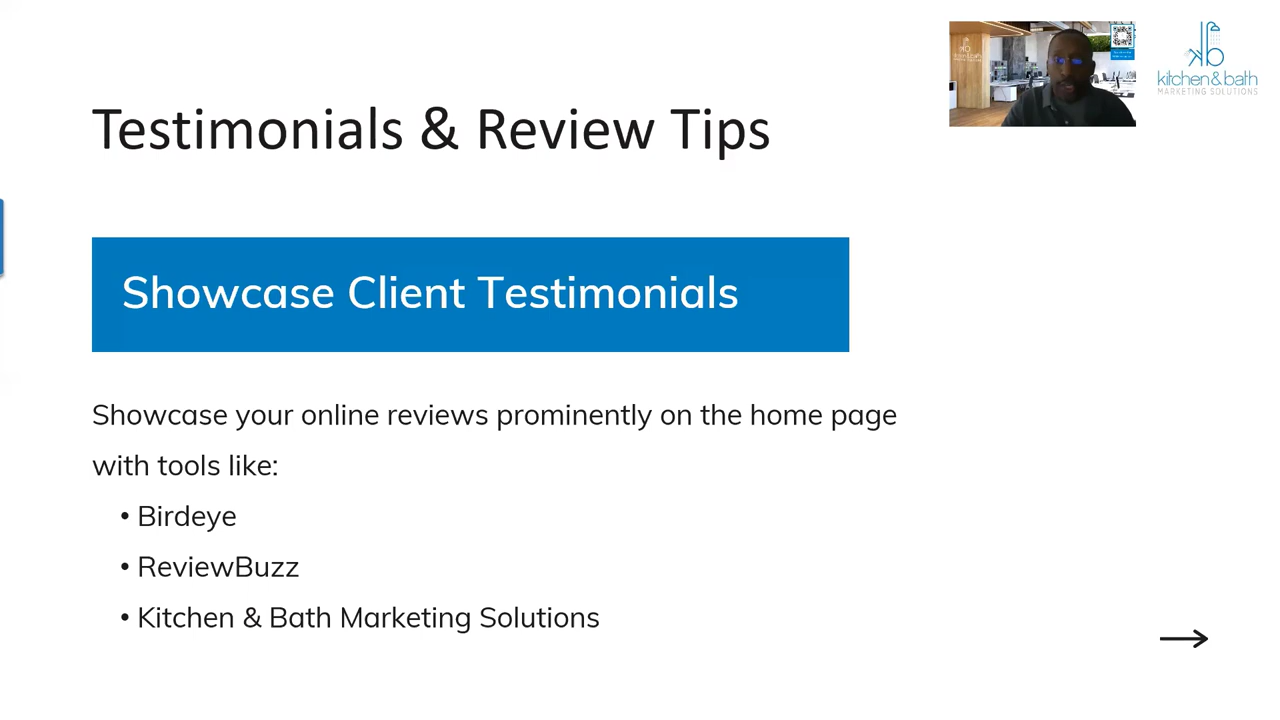 kitchen & bath
MARKETING SOLUTIONS
Testimonials & Review Tips
Showcase Client Testimonials
Showcase your online reviews prominently on the home page
with tools like:
• Birdeye
• ReviewBuzz
• Kitchen & Bath Marketing Solutions